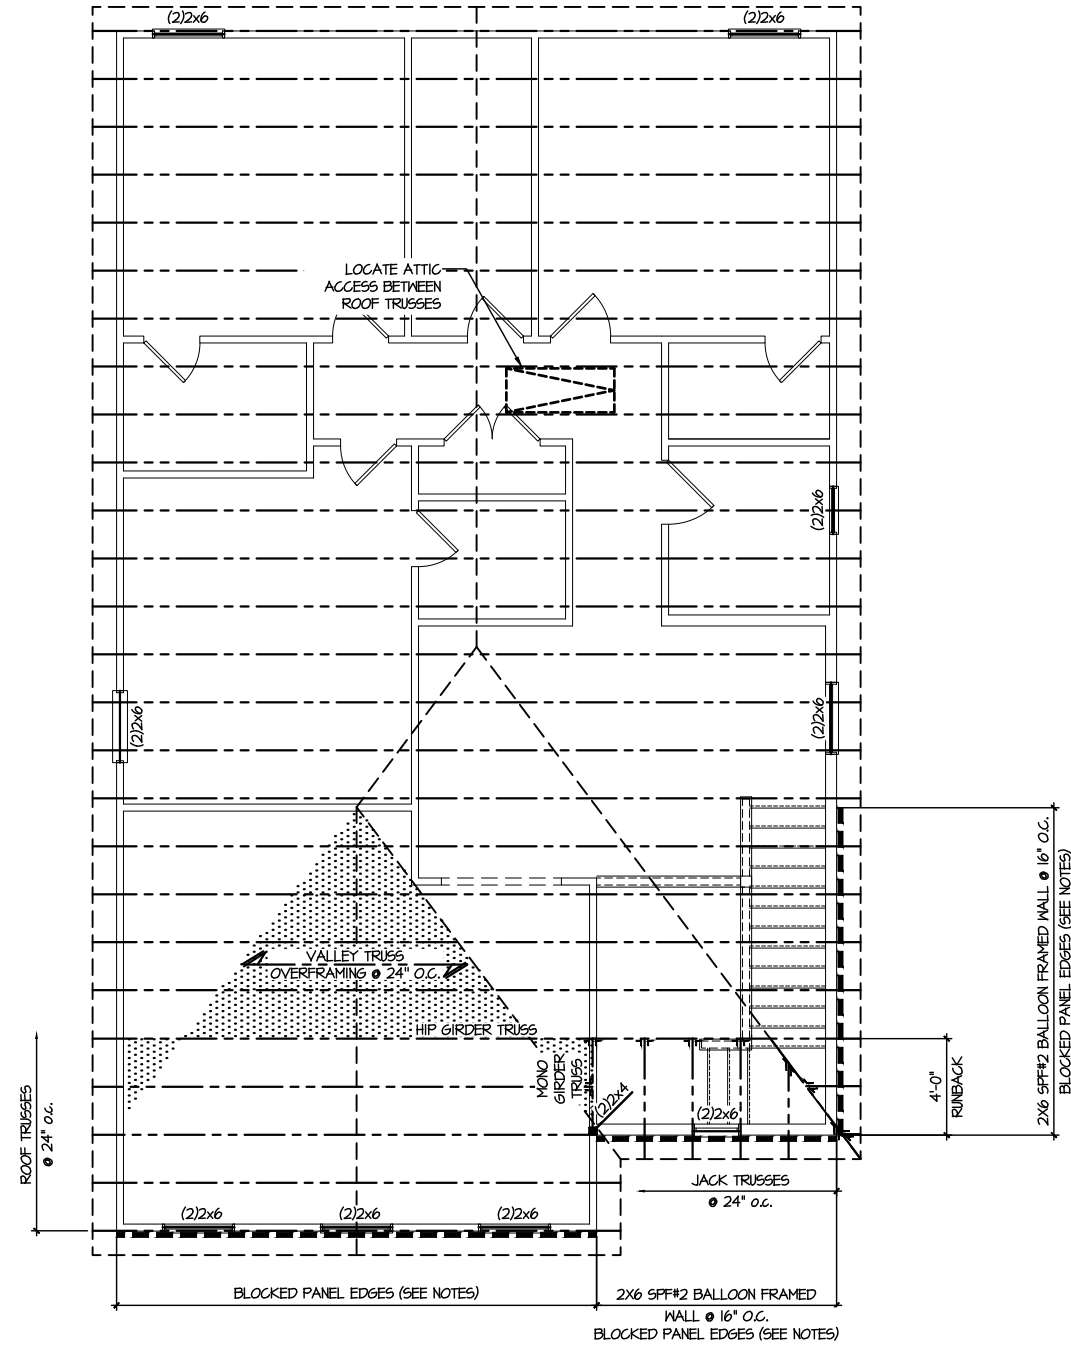 (2)2x6
(2)2x6
LOCATE ATTIC
ACCESS BETWEEN
ROOF TRUSSES
(2)2x6
(2)2x6
(2)2x6
2X6 SPF#2 BALLOON FRAMED WALL @ 16" O.C.
BLOCKED PANEL EDGES (SEE NOTES)
VALLEY TRUSS
OVERFRAMING @ 24" O.C.
HIP GIRDER TRUSS
MONO
GIRDER
TRUSS
(2)2x4
(2)2x6
4'-0"
RUNBACK
ROOF TRUSSES
@ 24" o.c.
JACK TRUSSES
@ 24" o.c.
(2)2x6
(2)2x6
(2)2x6
BLOCKED PANEL EDGES (SEE NOTES)
2X6 SPF#2 BALLOON FRAMED
WALL @ 16" O.C.
BLOCKED PANEL EDGES (SEE NOTES)